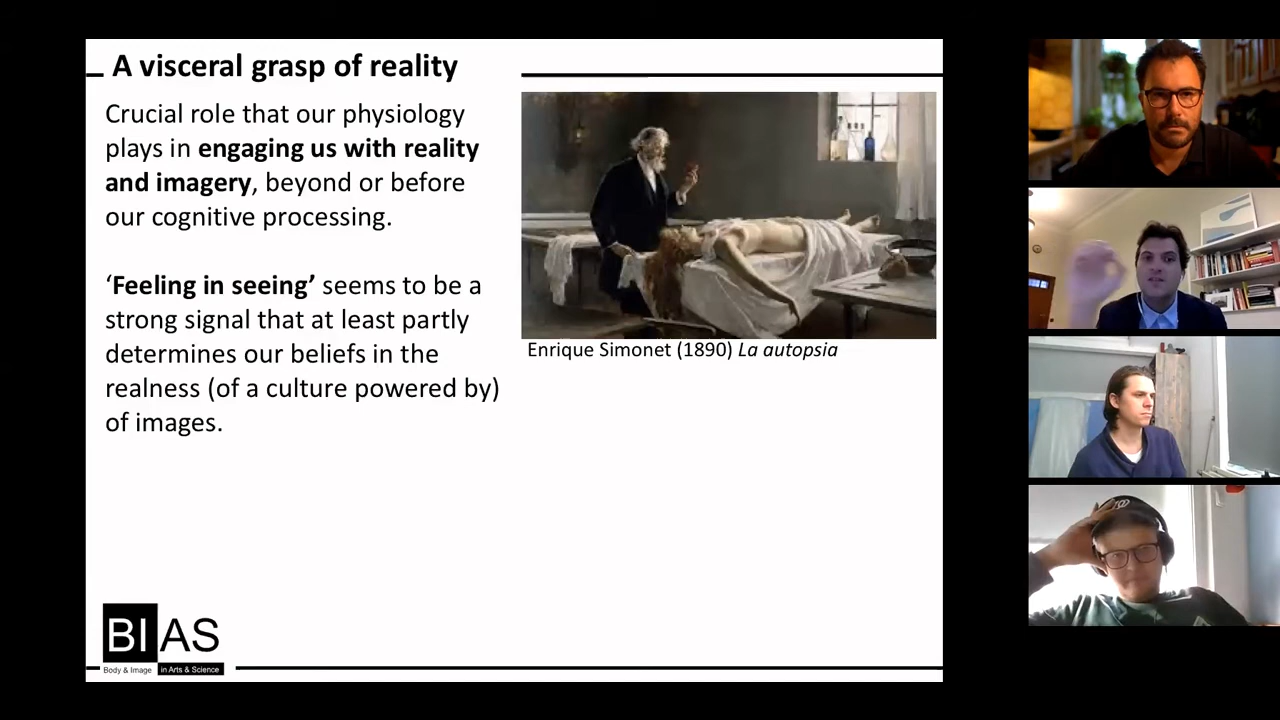 A visceral grasp of reality
Crucial role that our physiology
plays in engaging us with reality
and imagery, beyond or before
our cognitive processing.
‘Feeling in seeing’ seems to be a
strong signal that at least partly
determines our beliefs in the
realness (of a culture powered by)
of images.
Enrique Simonet (1890) La autopsia
BIAS
Body & Image in Arts & Science